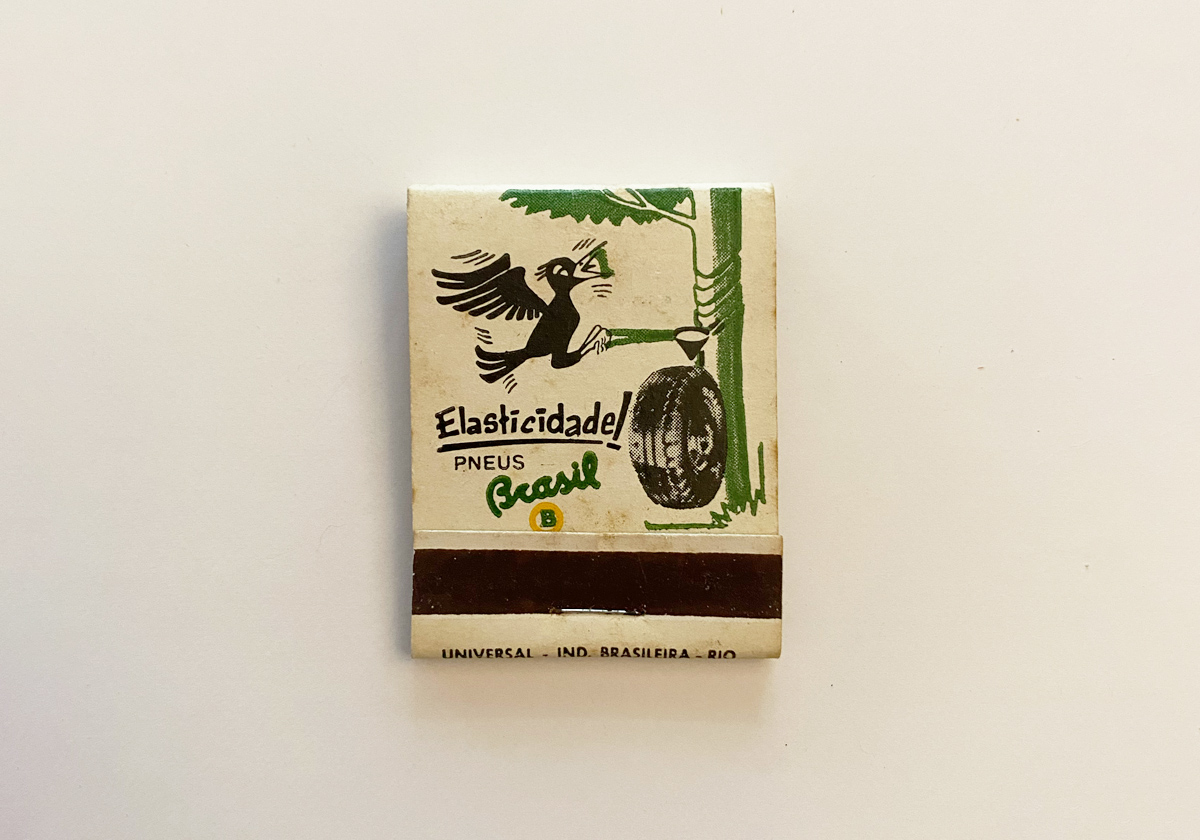 Elasticidade!
PNEUS
Brasil
B
UNIVERSAL - IND. BRASILEIRA - RIO